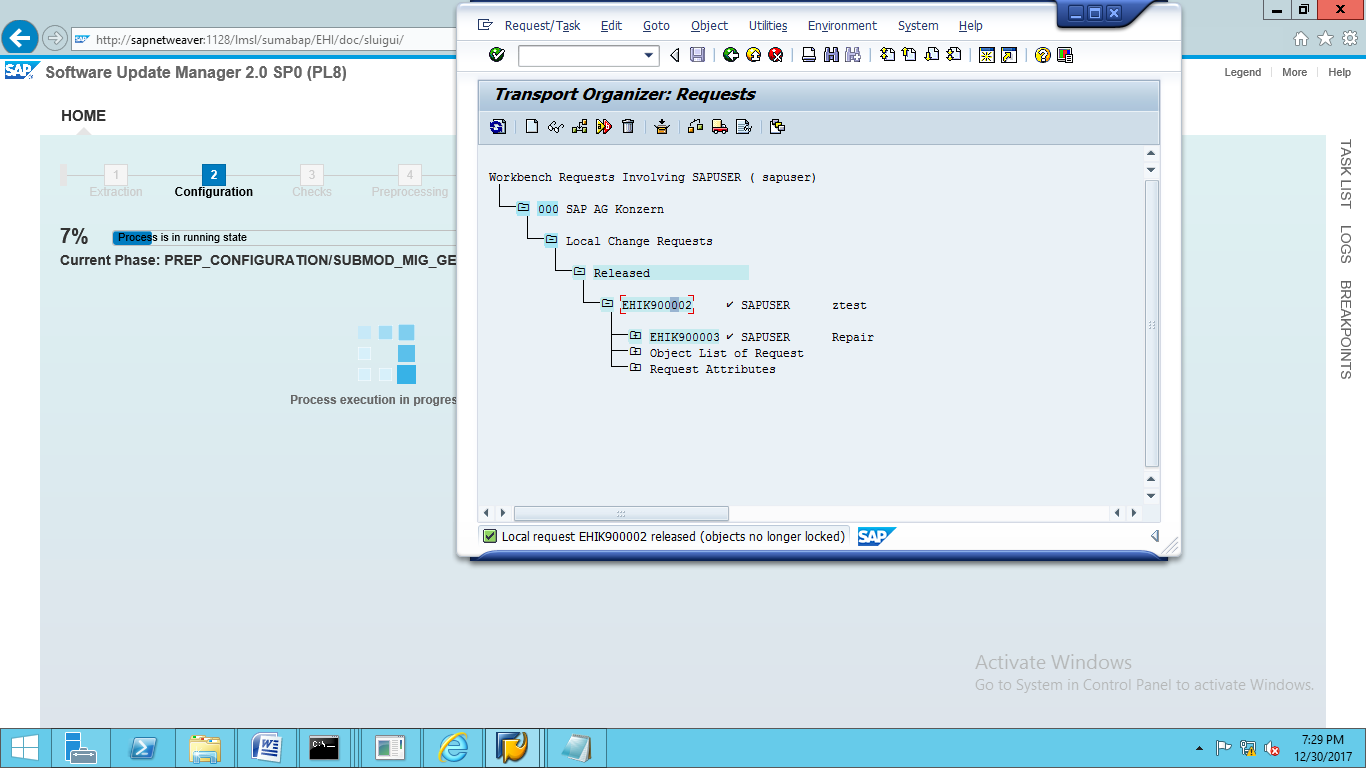 http://sapnetweaver:1128/lmsl/sumabap/EHI/doc/sluigui/
SAP Software Update Manager 2.0 SP0 (PL8)
Legend More Help
HOME
1 2 3 4
Extraction Configuration Checks Preprocessing
7% Process is in running state
Current Phase: PREP_CONFIGURATION/SUBMOD_MIG_GE
Process execution in progres
TASK LIST
LOGS
BREAKPOINTS
Request/Task Edit Goto Object Utilities Environment System Help
Transport Organizer: Requests
Workbench Requests Involving SAPUSER ( sapuser)
000 SAP AG Konzern
Local Change Requests
Released
EHIK900002 ✔ SAPUSER ztest
EHIK900003 ✔ SAPUSER Repair
Object List of Request
Request Attributes
Local request EHIK900002 released (objects no longer locked) SAP
Activate Windows
Go to System in Control Panel to activate Windows.
7:29 PM
12/30/2017